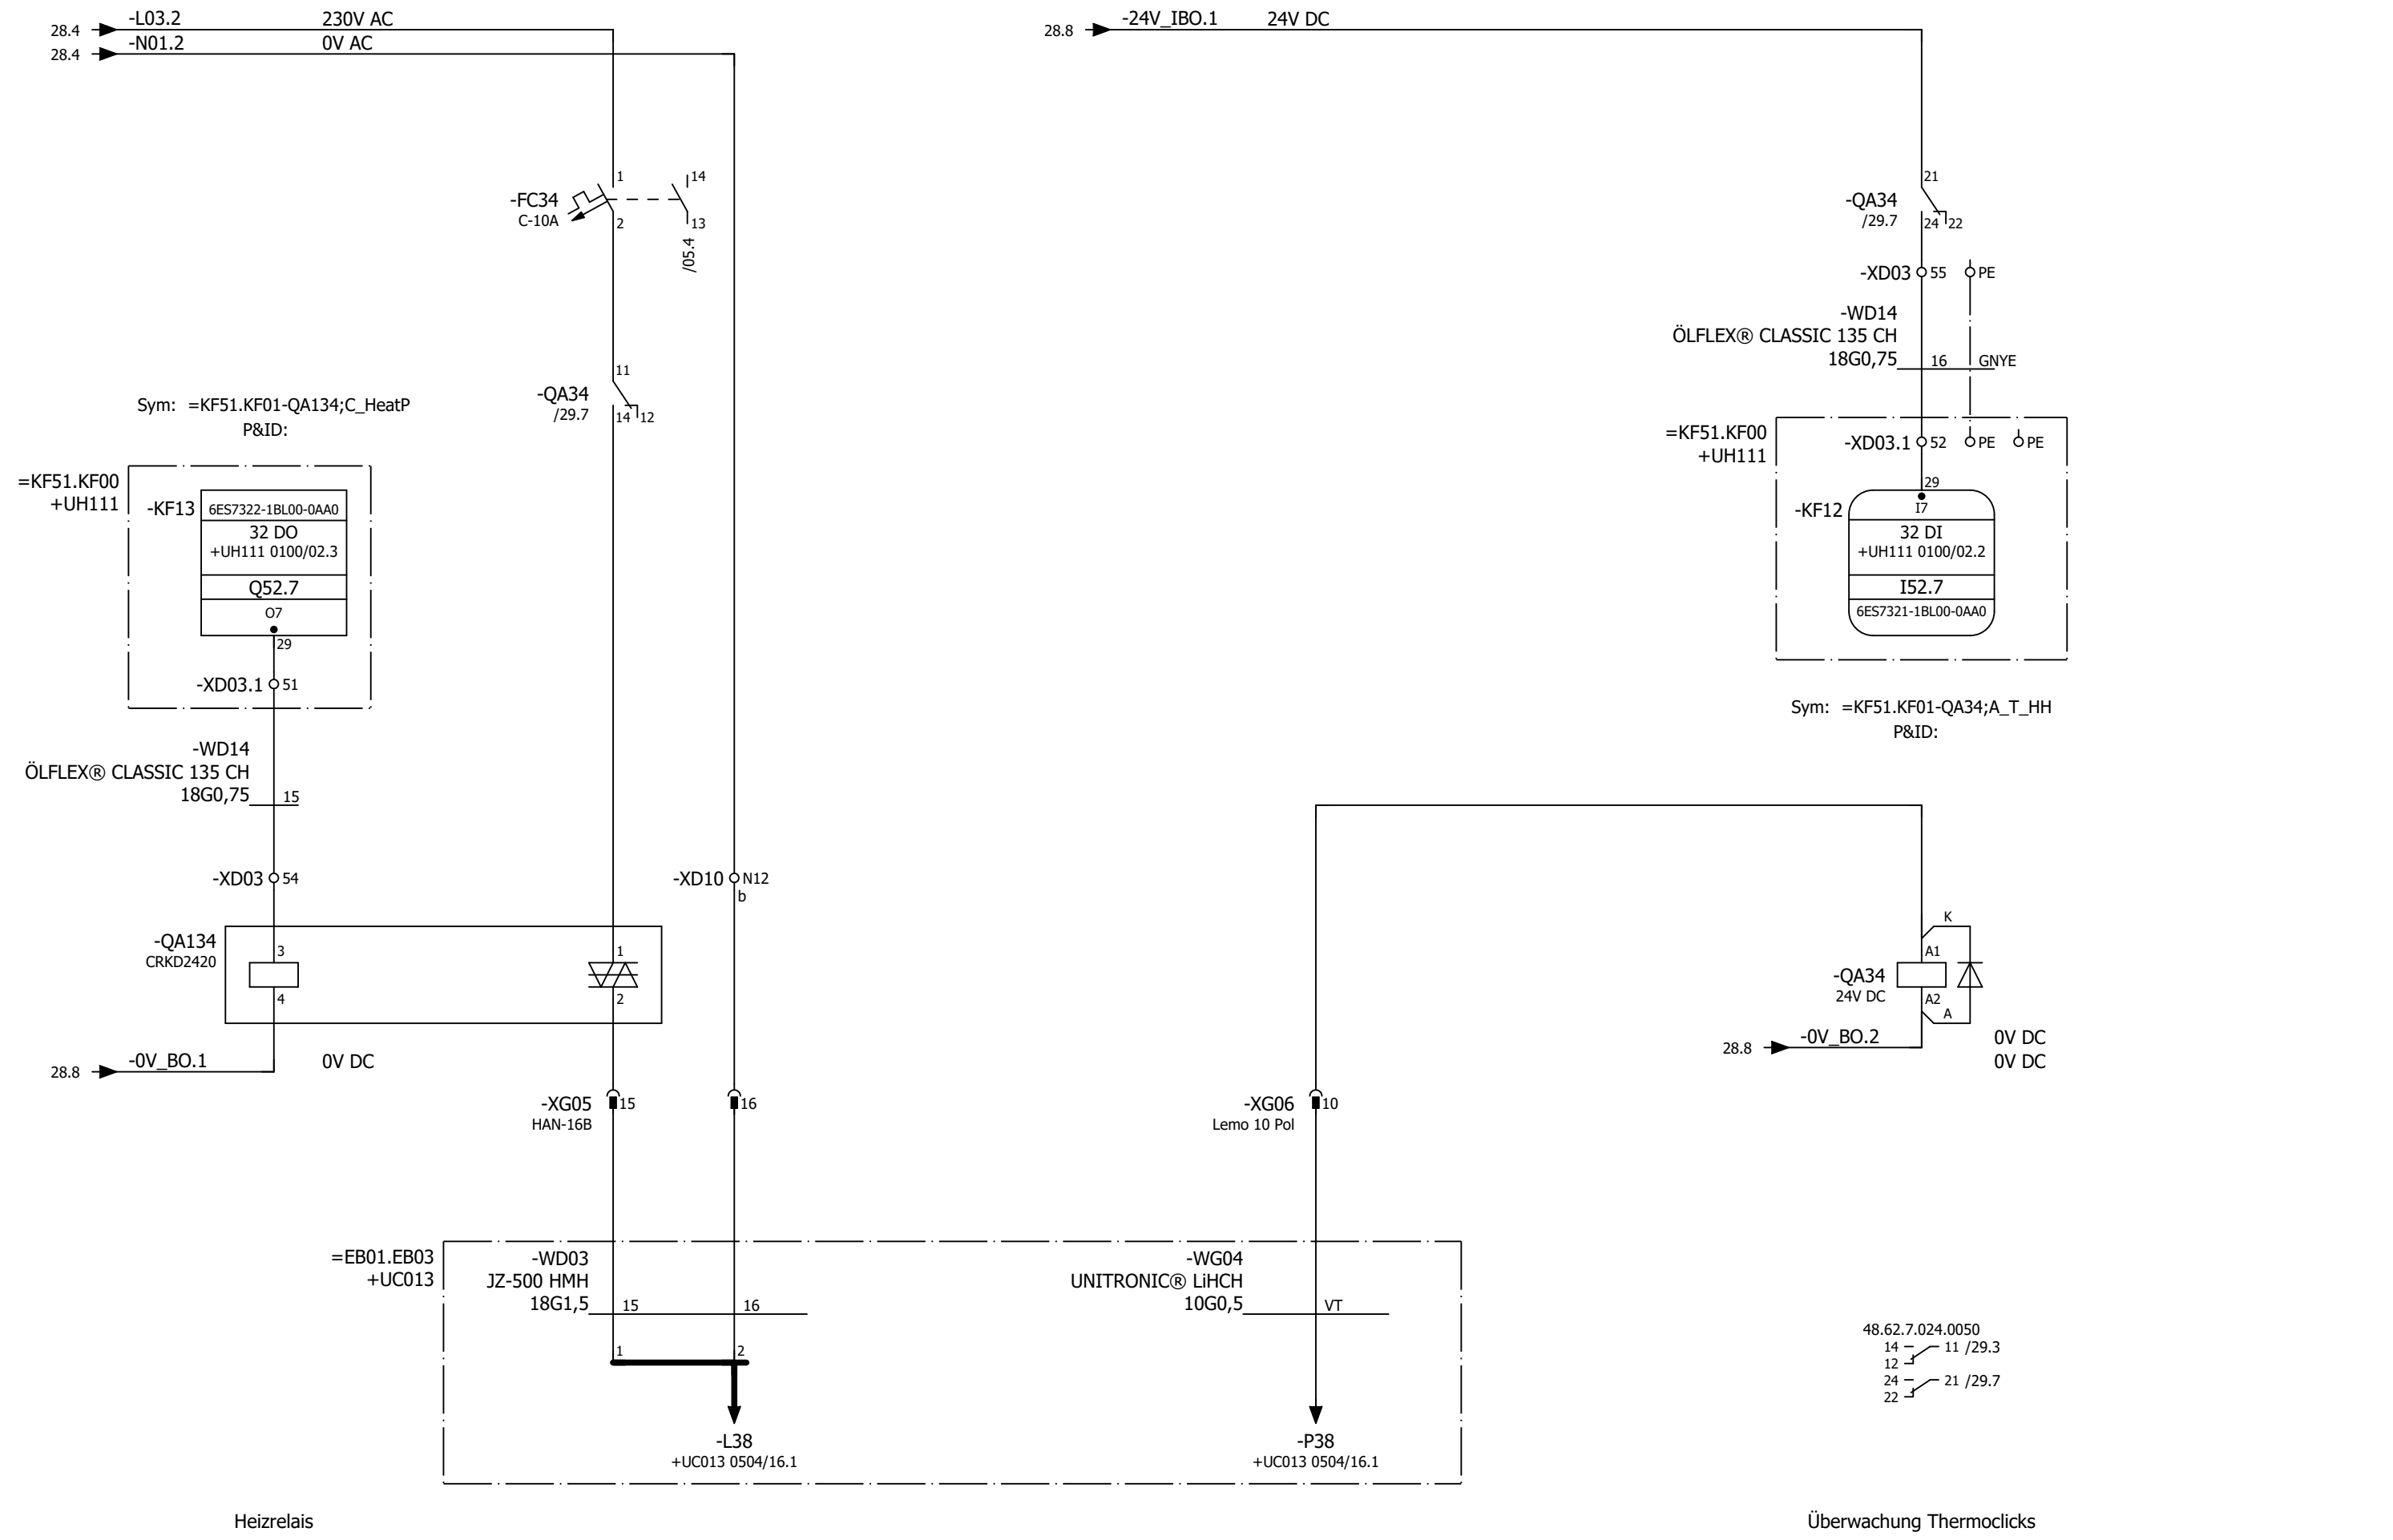 28.4
-L03.2
230V AC
28.4
-N01.2
0V AC
28.8
-24V_IBO.1
24V DC
-FC34
C-10A
1
2
14
13
/05.4
-QA34
/29.7
11
14
12
Sym: =KF51.KF01-QA134;C_HeatP
P&ID:
=KF51.KF00
+UH111
-KF13
6ES7322-1BL00-0AA0
32 DO
+UH111 0100/02.3
Q52.7
O7
29
-XD03.1
51
-WD14
ÖLFLEX® CLASSIC 135 CH
18G0,75
15
-XD03
54
-XD10
N12
b
-QA134
CRKD2420
3
4
1
2
28.8
-0V_BO.1
0V DC
-XG05
HAN-16B
15
16
-XG06
Lemo 10 Pol
10
=EB01.EB03
+UC013
-WD03
JZ-500 HMH
18G1,5
15
16
1
2
-L38
+UC013 0504/16.1
-WG04
UNITRONIC® LiHCH
10G0,5
VT
-P38
+UC013 0504/16.1
-QA34
/29.7
21
24
22
-XD03
55
PE
-WD14
ÖLFLEX® CLASSIC 135 CH
18G0,75
16
GNYE
=KF51.KF00
+UH111
-XD03.1
52
PE
PE
29
-KF12
I7
32 DI
+UH111 0100/02.2
I52.7
6ES7321-1BL00-0AA0
Sym: =KF51.KF01-QA34;A_T_HH
P&ID:
K
A1
-QA34
24V DC
A2
A
28.8
-0V_BO.2
0V DC
0V DC
48.62.7.024.0050
14
11 /29.3
12
24
21 /29.7
22
Heizrelais
Überwachung Thermoclicks